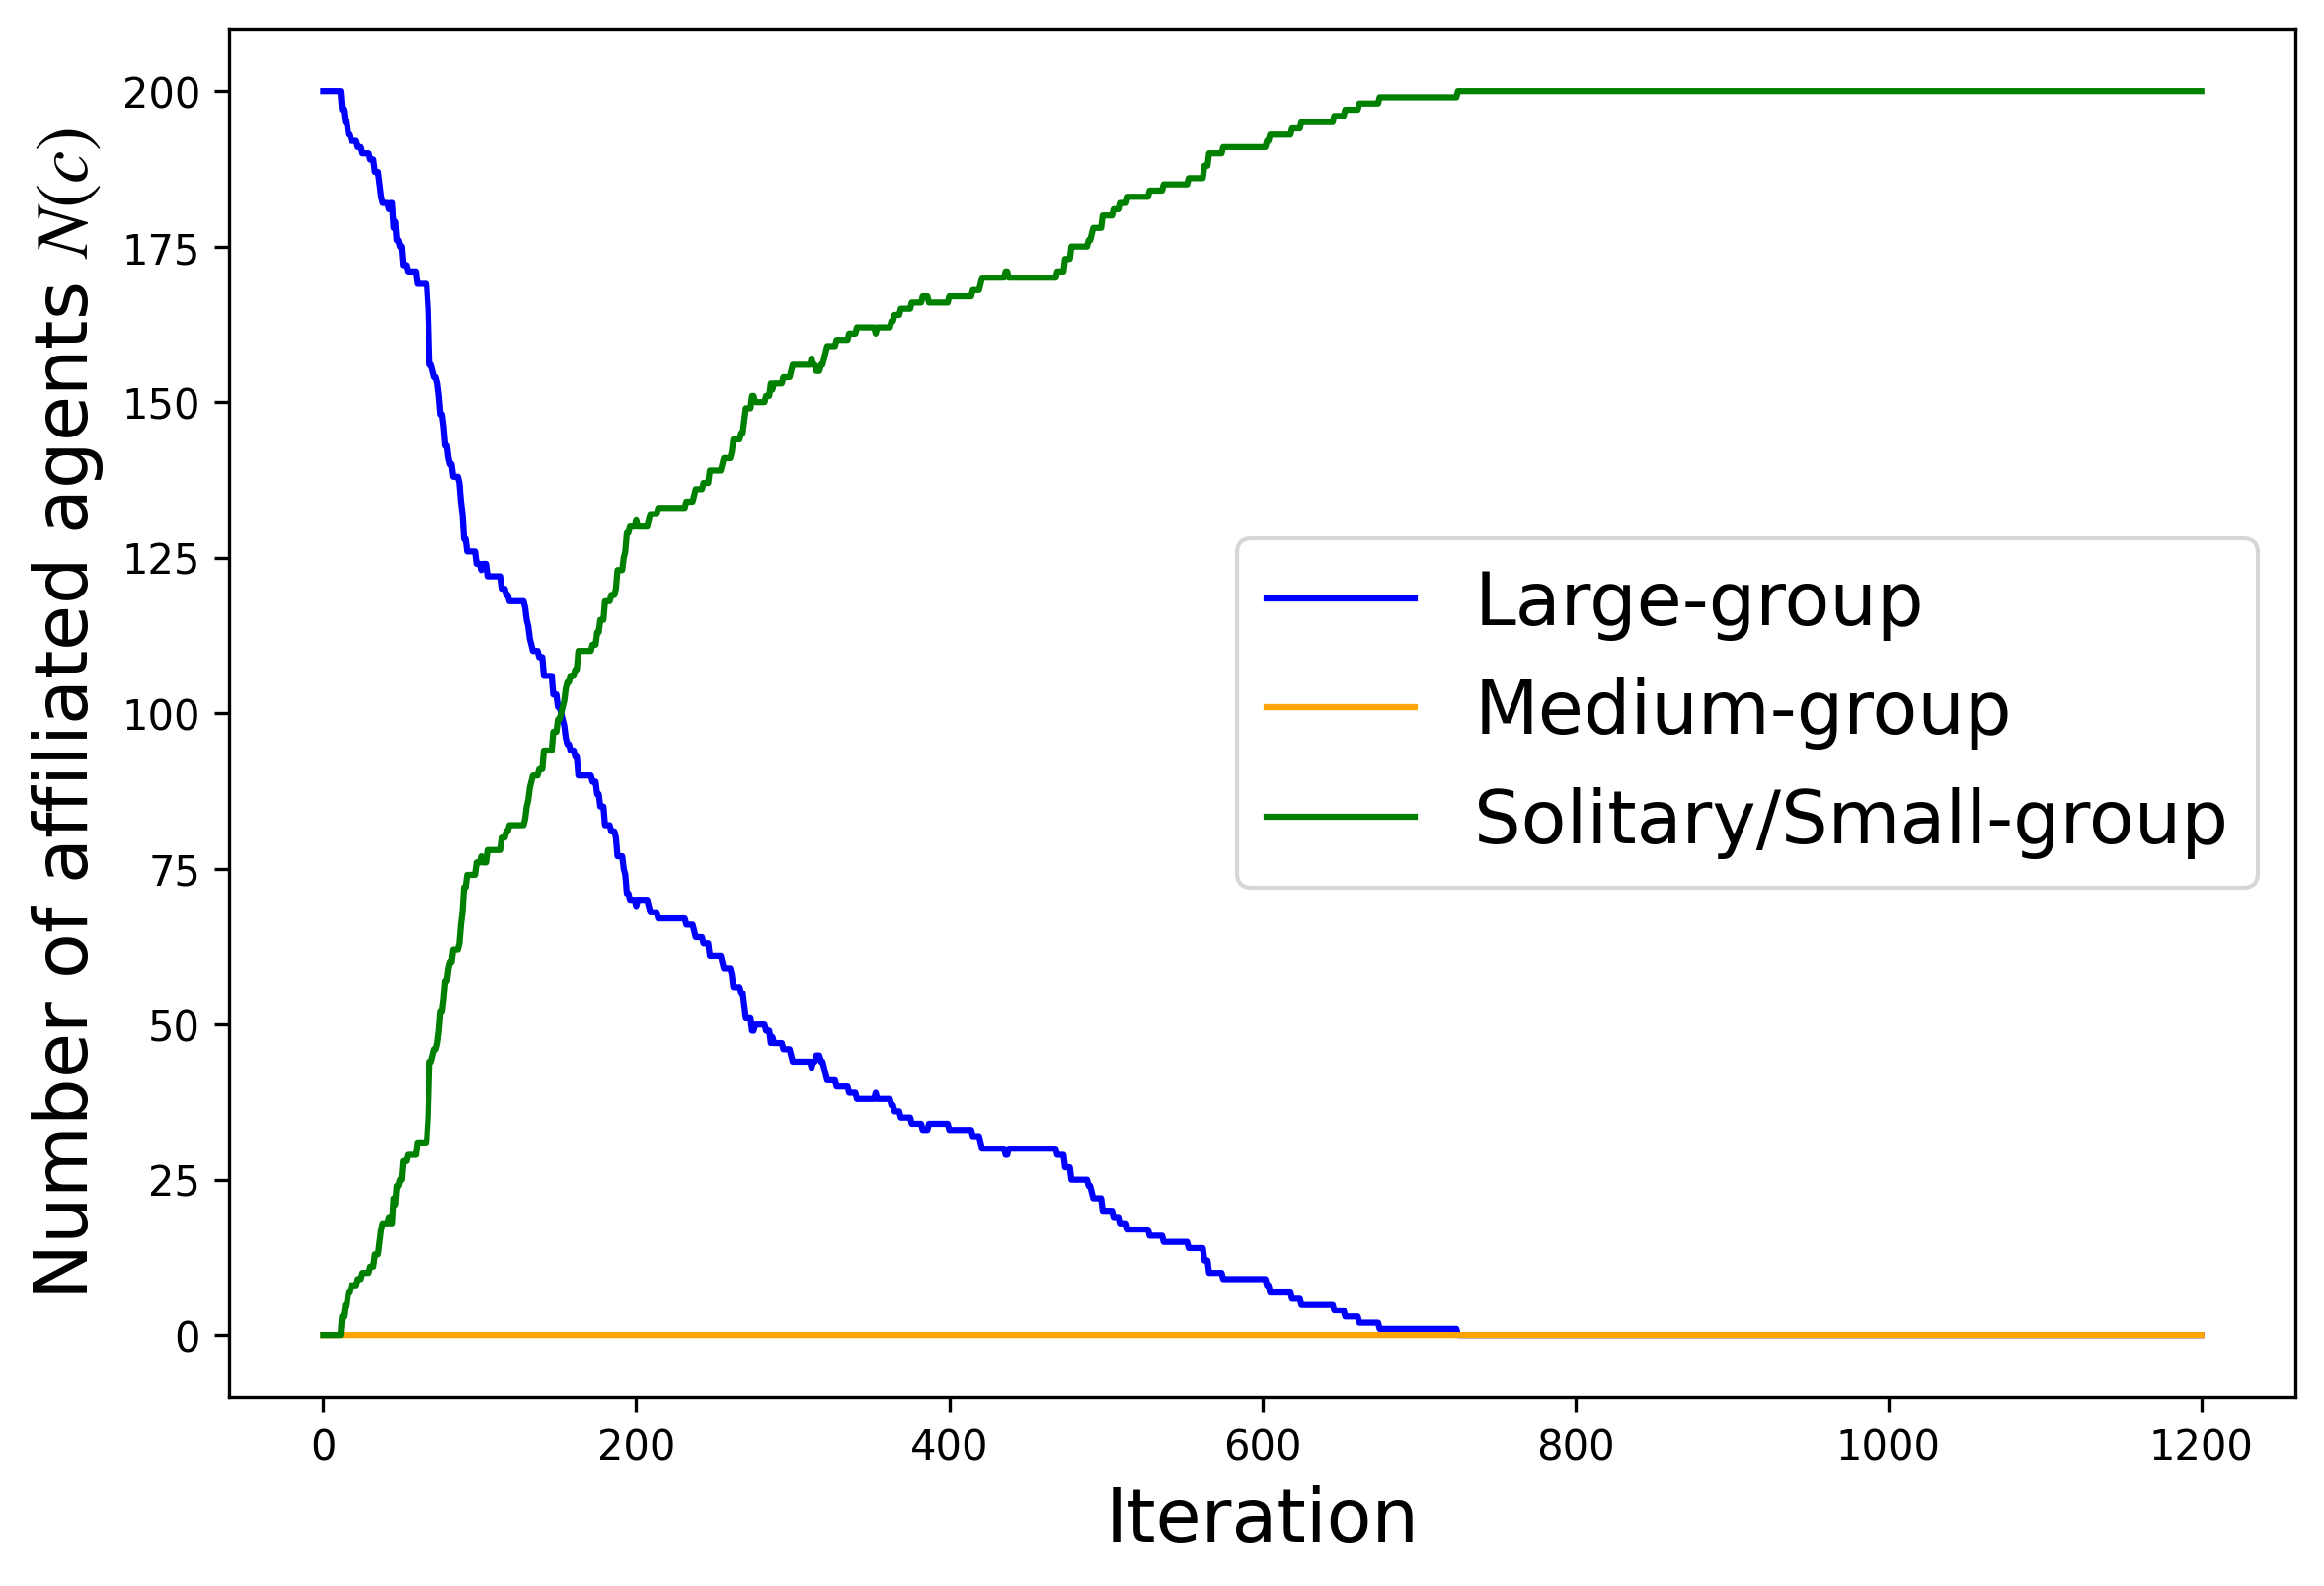 Number of affiliated agents N(c)
200
175
150
125
100
75
50
25
0
Large-group
Medium-group
Solitary/Small-group
0 200 400 600 800 1000 1200
Iteration